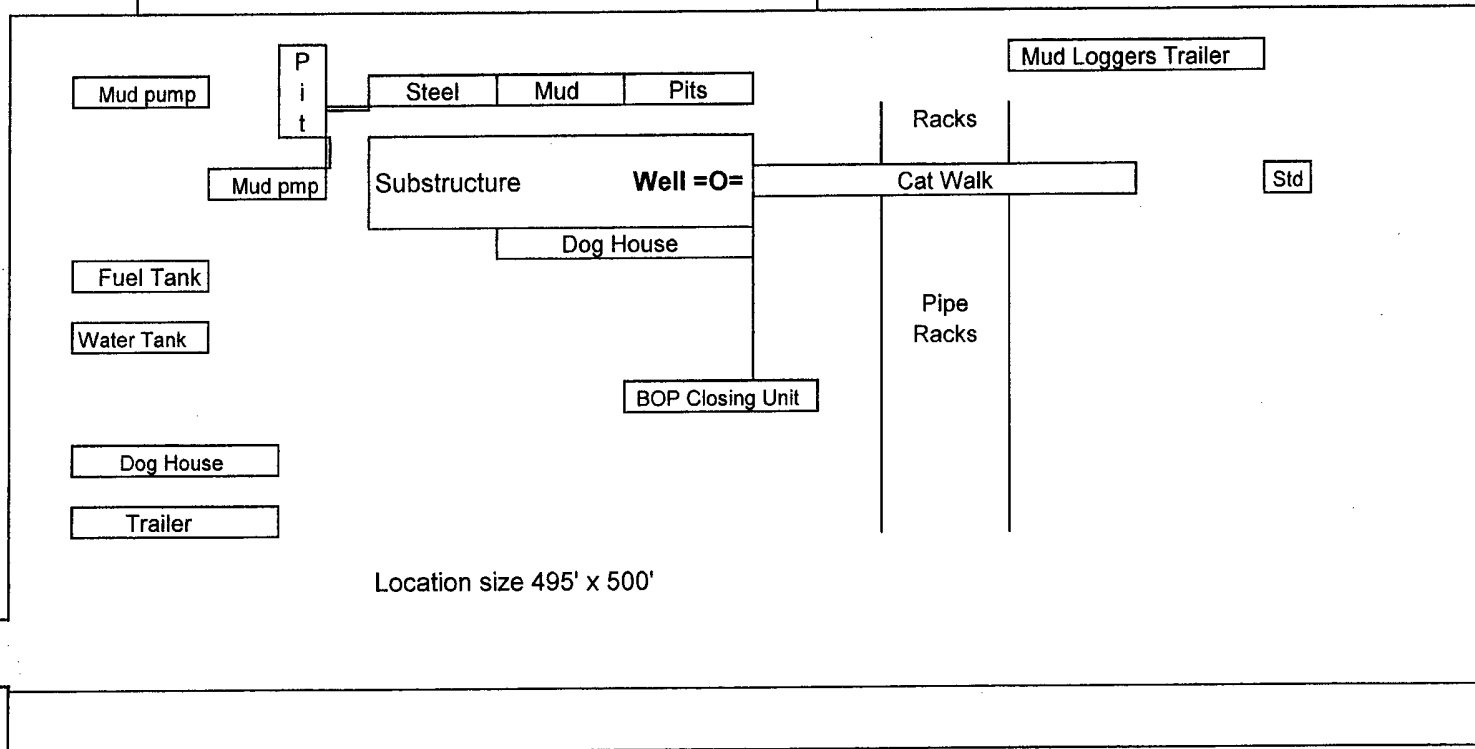 Mud Loggers Trailer
Pit
Mud pump
Steel Mud Pits
Racks
Mud pmp
Substructure Well =O=
Cat Walk
Std
Dog House
Fuel Tank
Pipe
Racks
Water Tank
BOP Closing Unit
Dog House
Trailer
Location size 495' x 500'